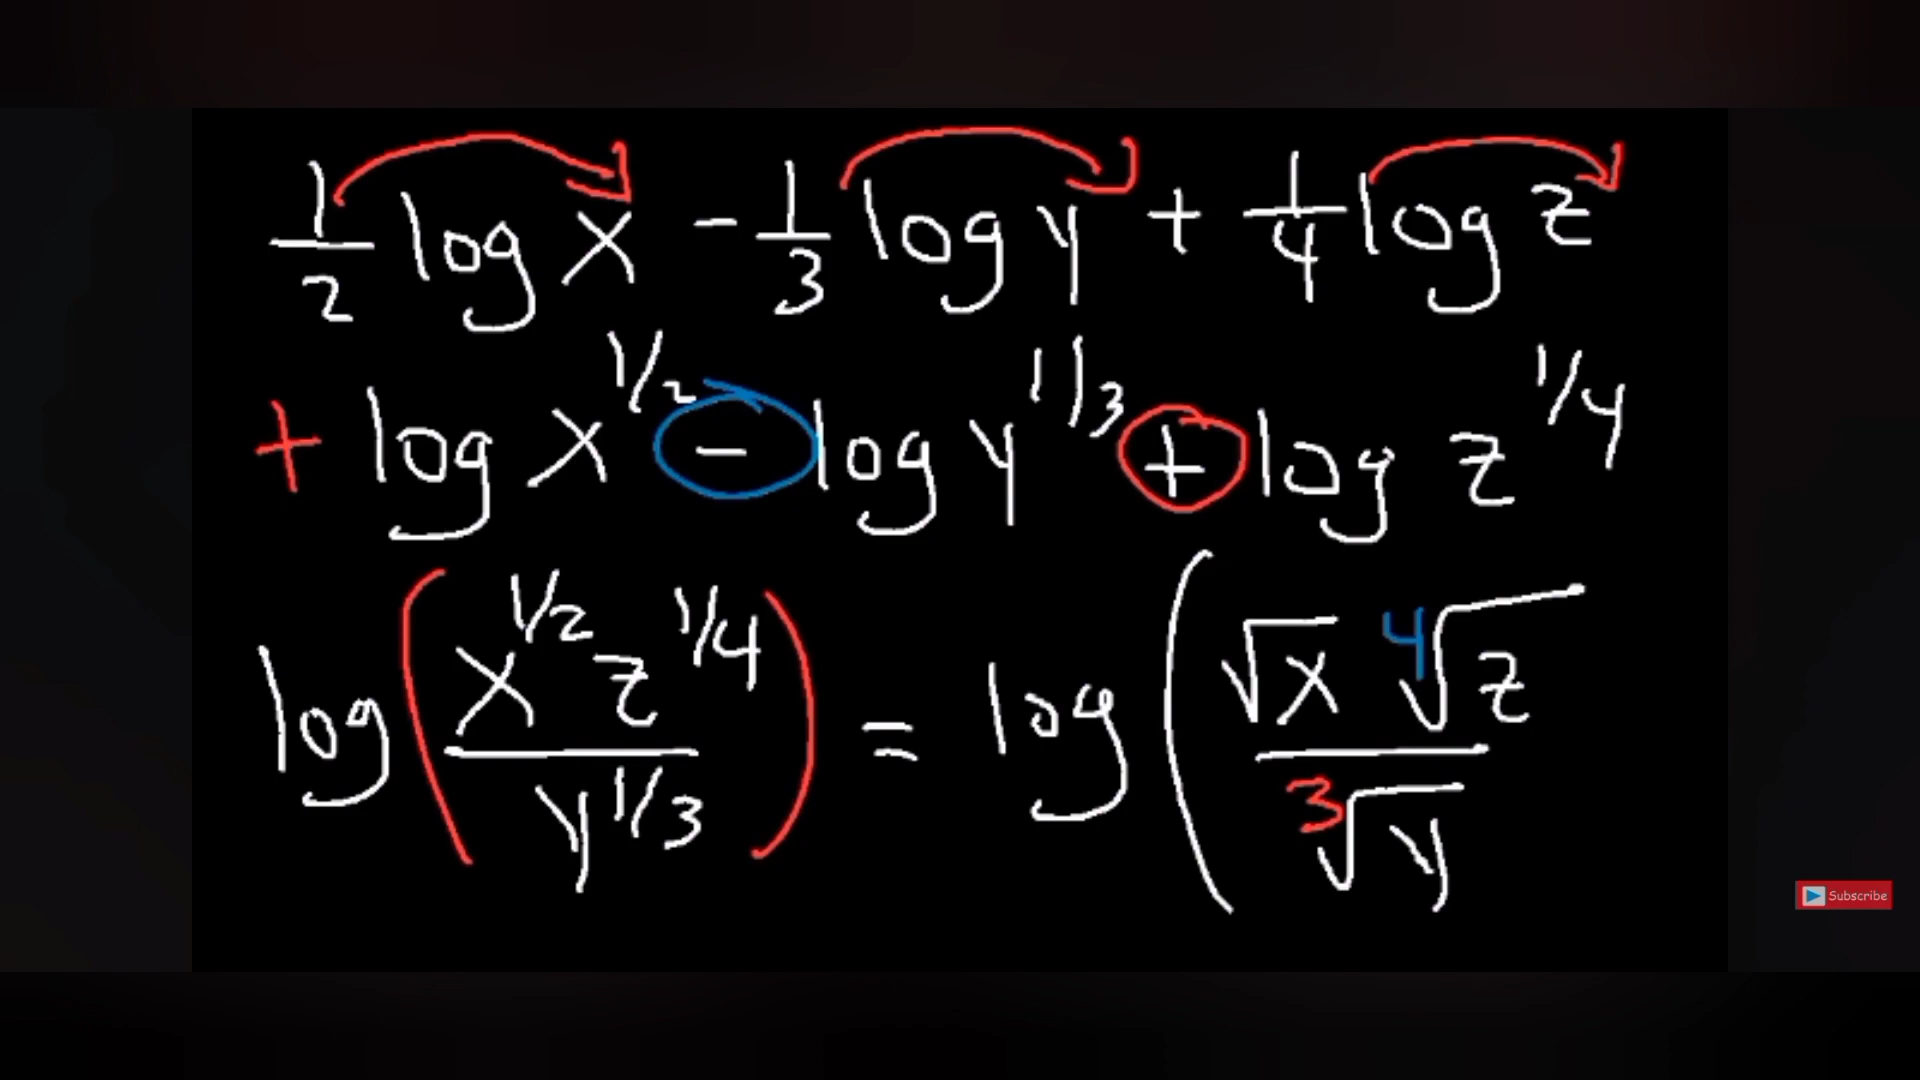 1/2 log x - 1/3 log y + 1/4 log z
+ log x^1/2 - log y^1/3 + log z^1/4
log(x^1/2 z^1/4 / y^1/3) = log(√x ⁴√z / ³√y
Subscribe